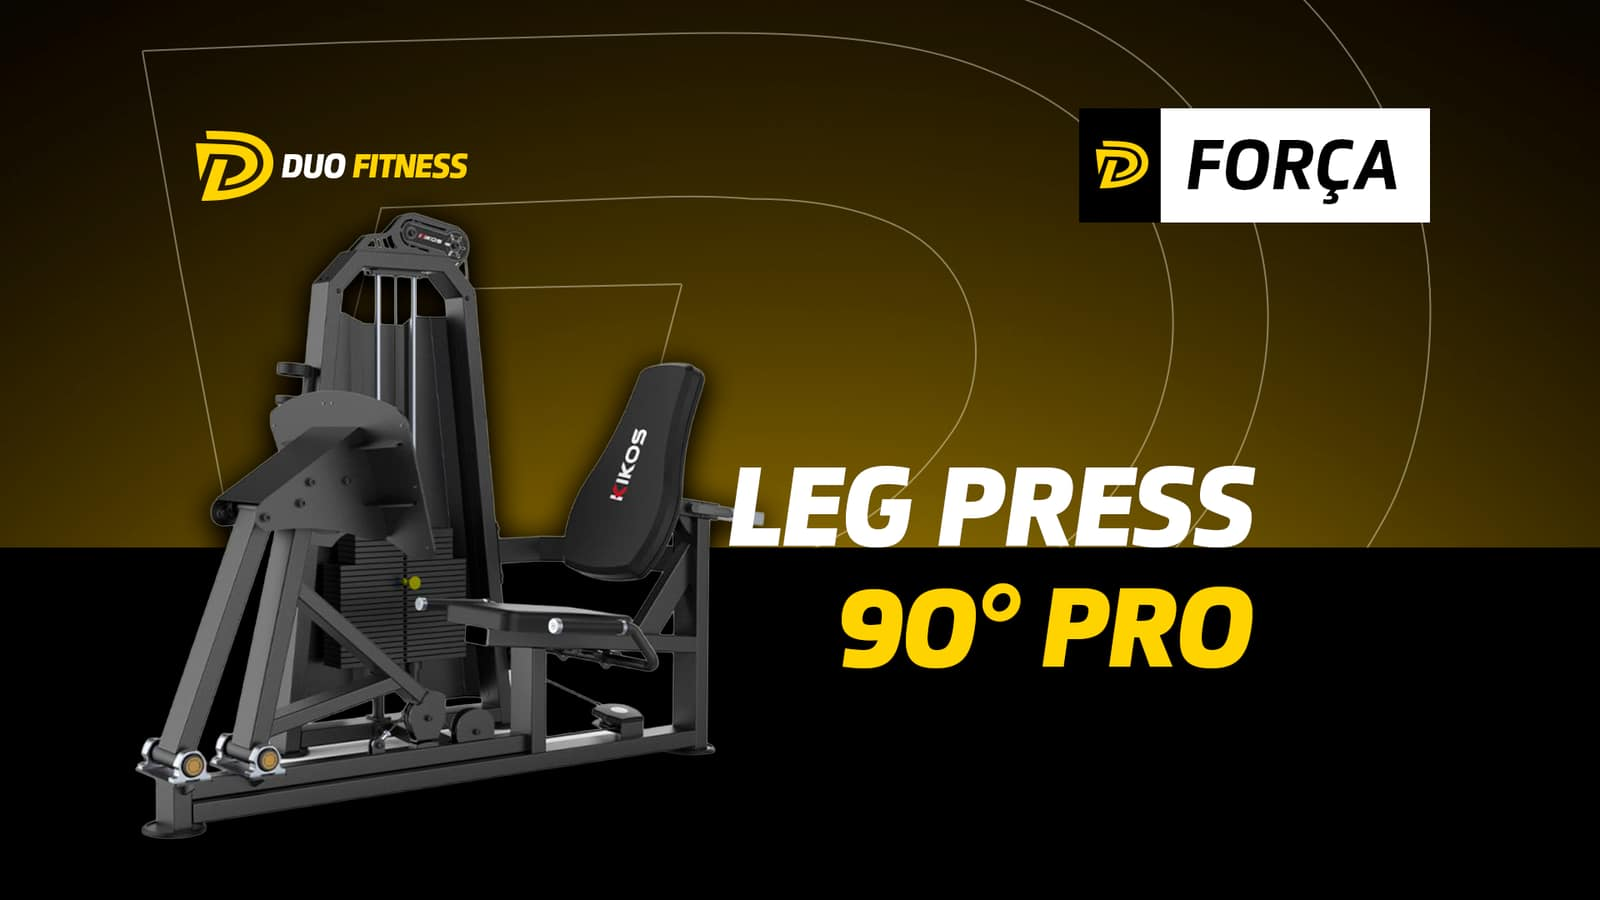 DUO FITNESS
FORÇA
KIKOS
KIKOS
LEG PRESS
90° PRO